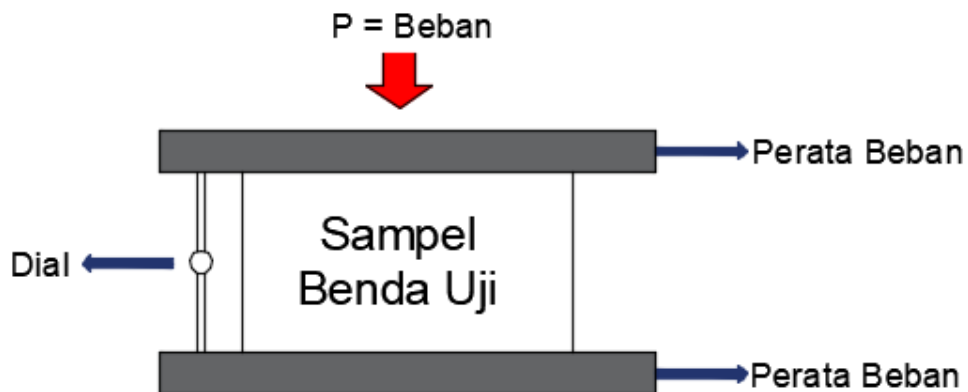 P = Beban
Perata Beban
Sampel
Benda Uji
Dial
Perata Beban